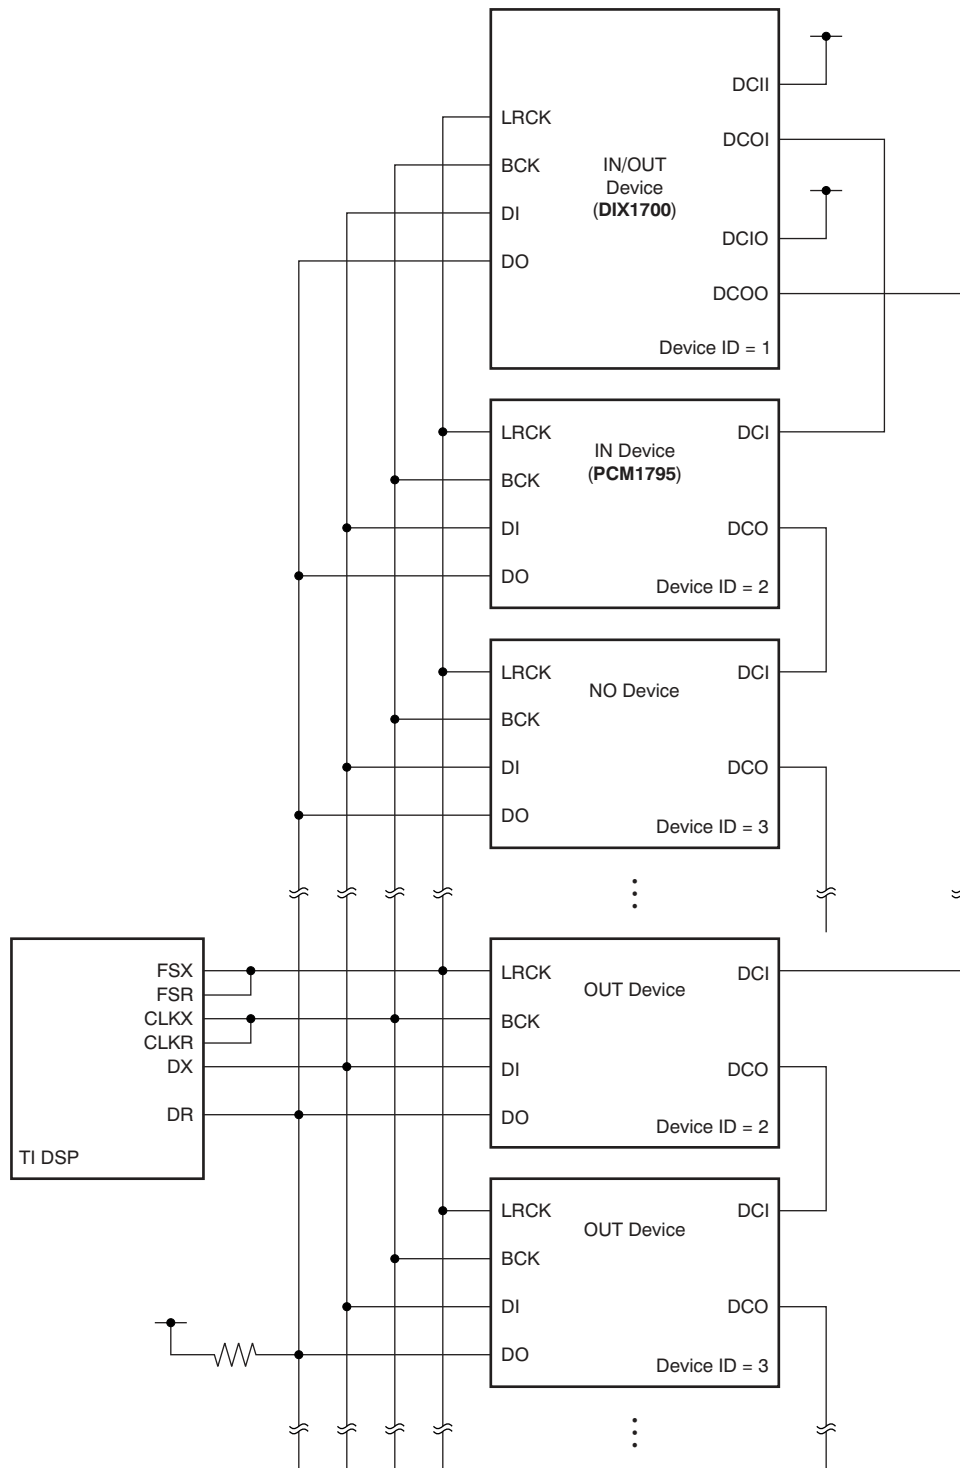 DCII
LRCK
DCOI
BCK
IN/OUT
Device
(DIX1700)
DI
DCIO
DO
DCOO
Device ID = 1
LRCK
DCI
IN Device
(PCM1795)
BCK
DI
DCO
DO
Device ID = 2
LRCK
DCI
NO Device
BCK
DI
DCO
DO
Device ID = 3
FSX
FSR
CLKX
CLKR
DX
DR
TI DSP
LRCK
DCI
OUT Device
BCK
DI
DCO
DO
Device ID = 2
LRCK
DCI
OUT Device
BCK
DI
DCO
DO
Device ID = 3